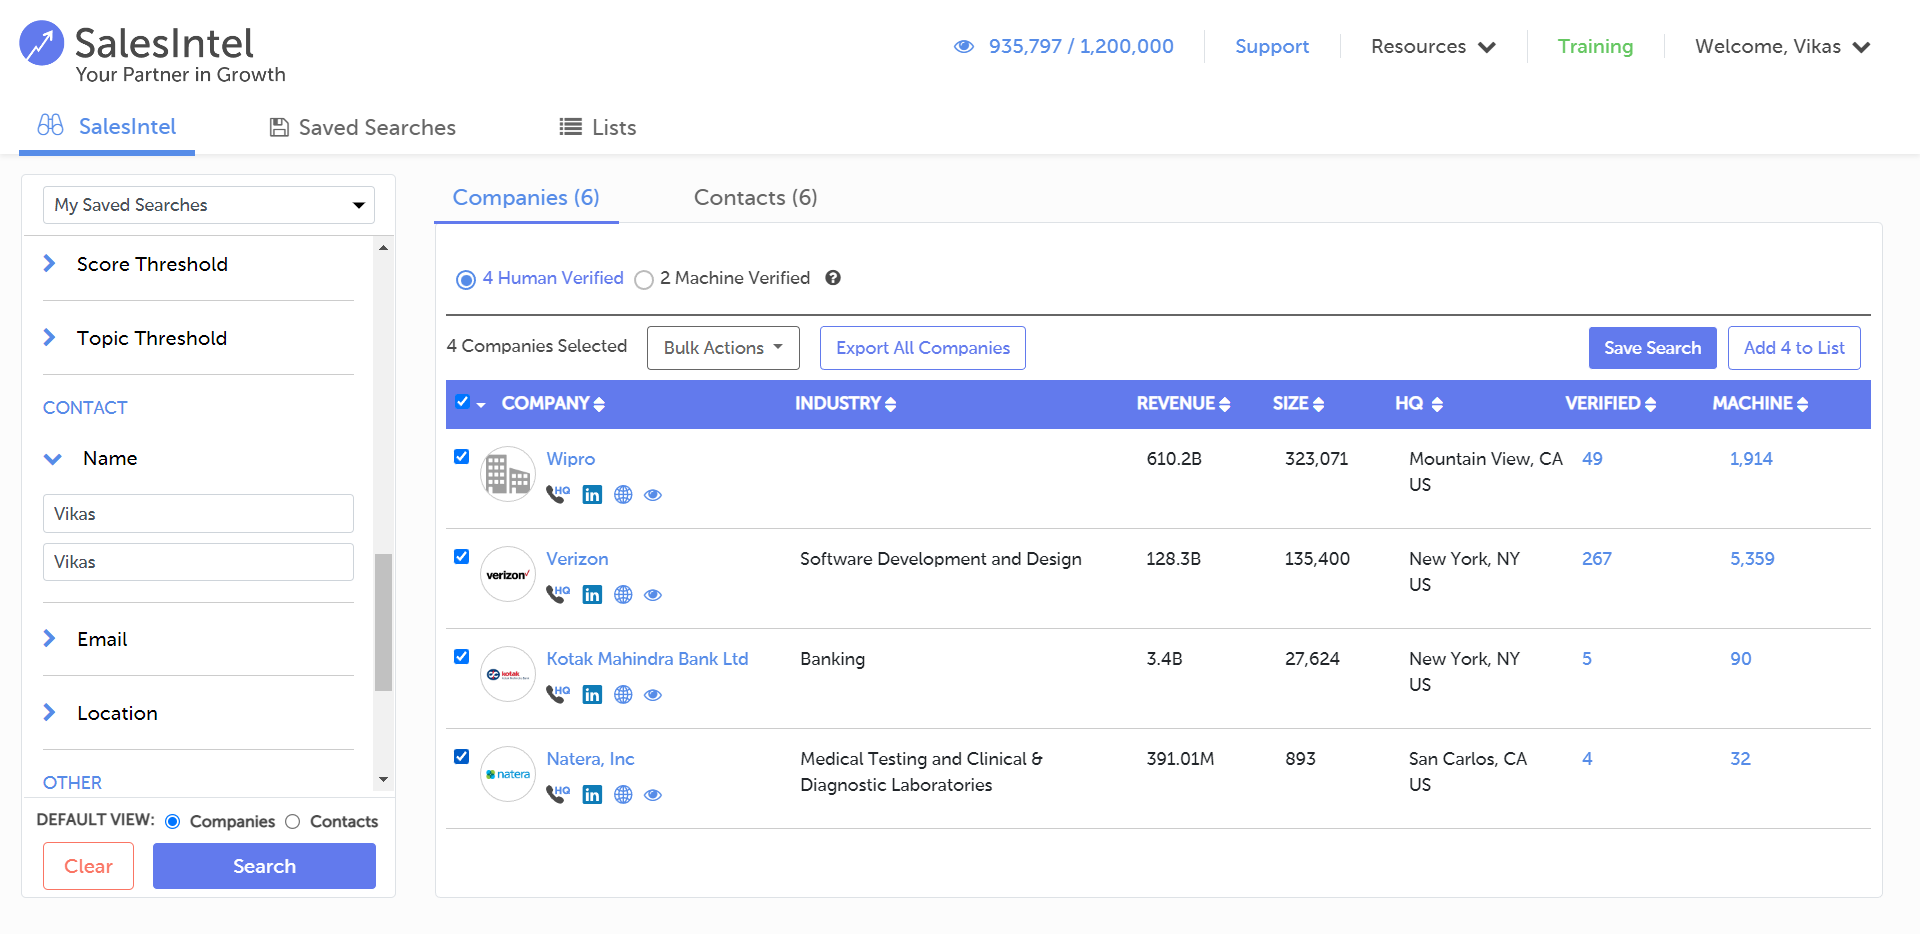 SalesIntel
Your Partner in Growth
935,797 / 1,200,000
Support
Resources
Training
Welcome, Vikas
SalesIntel
Saved Searches
Lists
My Saved Searches
Score Threshold
Topic Threshold
CONTACT
Name
Vikas
Vikas
Email
Location
OTHER
DEFAULT VIEW: Companies Contacts
Clear
Search
Companies (6)
Contacts (6)
4 Human Verified
2 Machine Verified
4 Companies Selected
Bulk Actions
Export All Companies
Save Search
Add 4 to List
COMPANY INDUSTRY REVENUE SIZE HQ VERIFIED MACHINE
Wipro 610.2B 323,071 Mountain View, CA 49 1,914
US
HQ
verizon
Verizon Software Development and Design 128.3B 135,400 New York, NY 267 5,359
US
HQ
kotak
Kotak Mahindra Bank Ltd Banking 3.4B 27,624 New York, NY 5 90
US
HQ
natera
Natera, Inc Medical Testing and Clinical & 391.01M 893 San Carlos, CA 4 32
Diagnostic Laboratories US
HQ